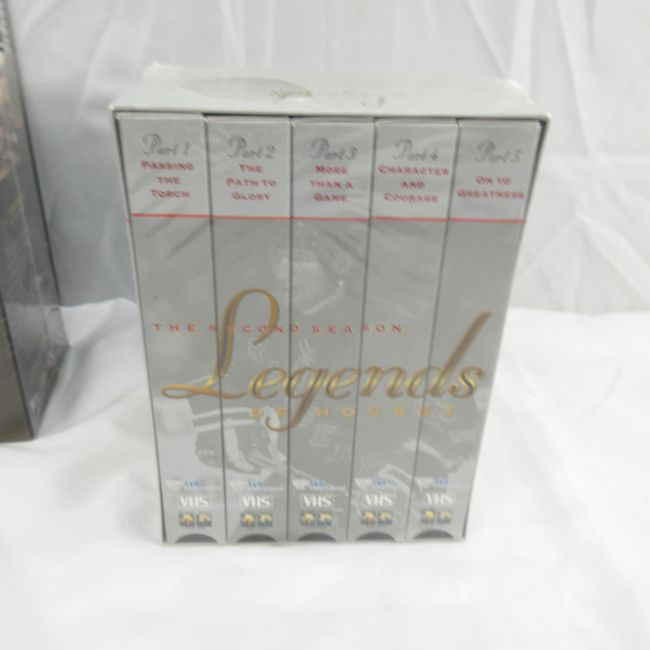 Part 1
PASSING
THE
TORCH
Part 2
THE
PATH TO
GLORY
Part 3
MORE
THAN A
GAME
Part 4
CHARACTER
AND
COURAGE
Part 5
ON TO
GREATNESS
THE SECOND SEASON
Legends
OF HOCKEY
VHS
VHS
VHS
VHS
VHS